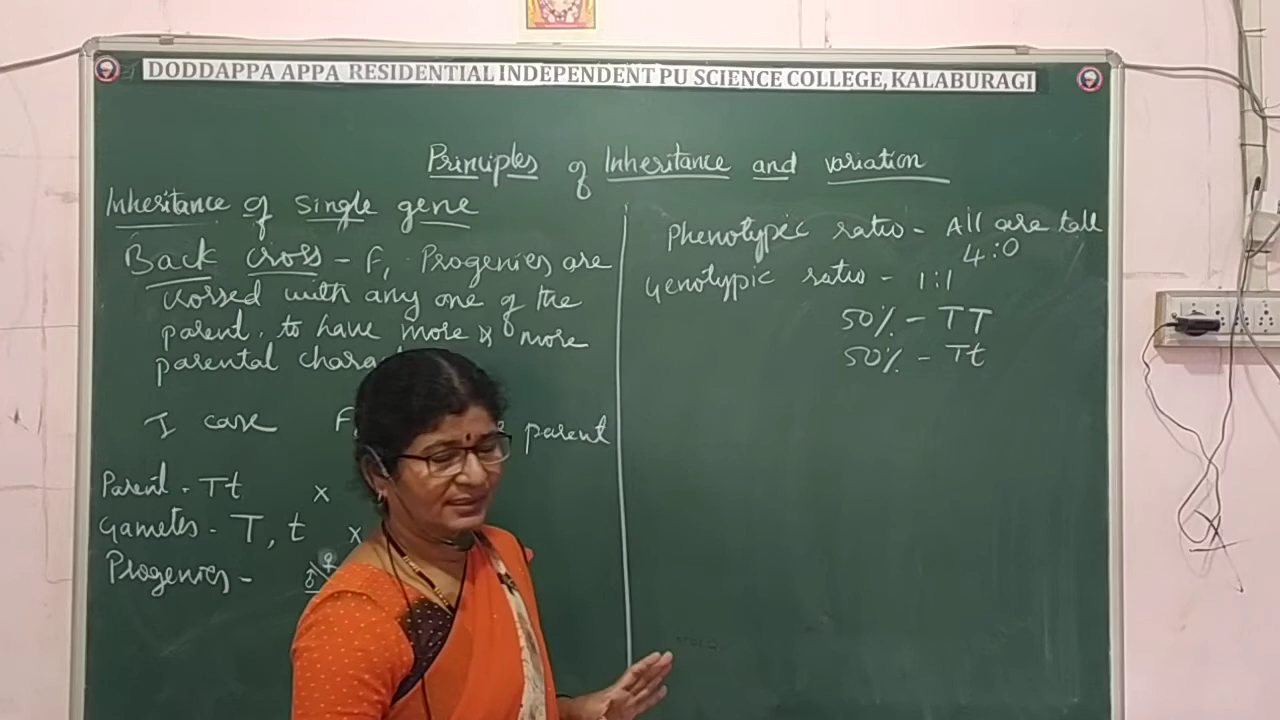 DODDAPPA APPA RESIDENTIAL INDEPENDENT PU SCIENCE COLLEGE, KALABURAGI
Principles of Inheritance and variation
Inheritance of single gene
Back cross - F1 Progenies are
crossed with any one of the
parent, to have more & more
parental
I case parent
Parent - Tt x
Gametes - T, t x
Progenies - ♂ ♀
Phenotypic ratio - All are tall
4:0
Genotypic ratio - 1:1
50% - TT
50% - Tt